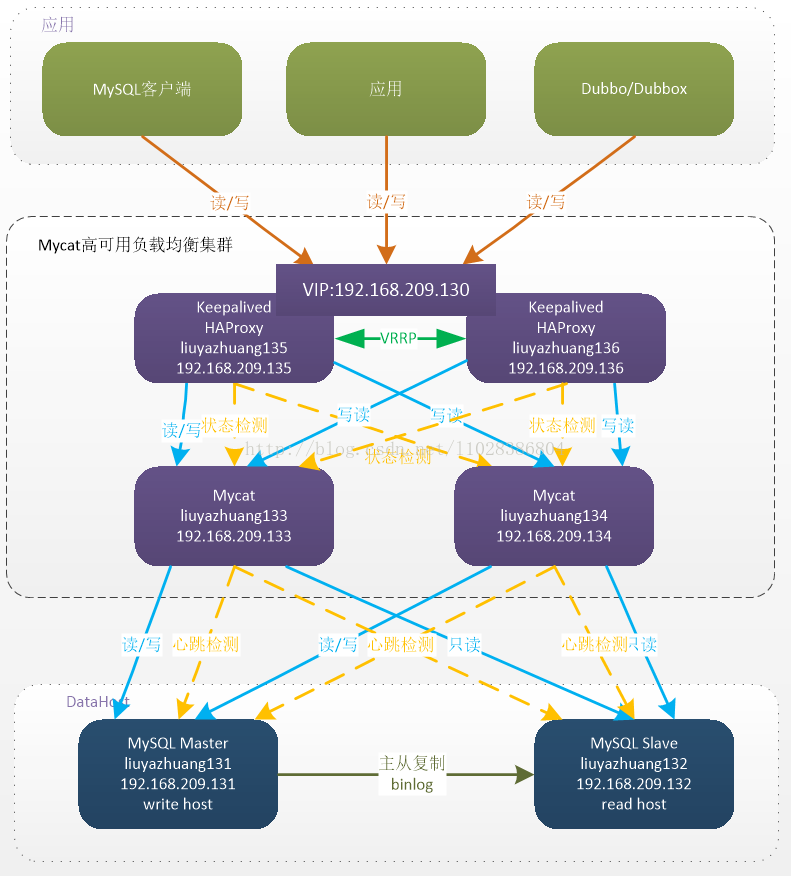 应用
MySQL客户端
应用
Dubbo/Dubbox
读/写
读/写
读/写
Mycat高可用负载均衡集群
VIP:192.168.209.130
Keepalived
HAProxy
liuyazhuang135
192.168.209.135
VRRP
Keepalived
HAProxy
liuyazhuang136
192.168.209.136
读/写
状态检测
写读
写读
状态检测
写读
状态检测
Mycat
liuyazhuang133
192.168.209.133
Mycat
liuyazhuang134
192.168.209.134
读/写
心跳检测
读/写
心跳检测
只读
心跳检测
只读
DataHost
MySQL Master
liuyazhuang131
192.168.209.131
write host
主从复制
binlog
MySQL Slave
liuyazhuang132
192.168.209.132
read host